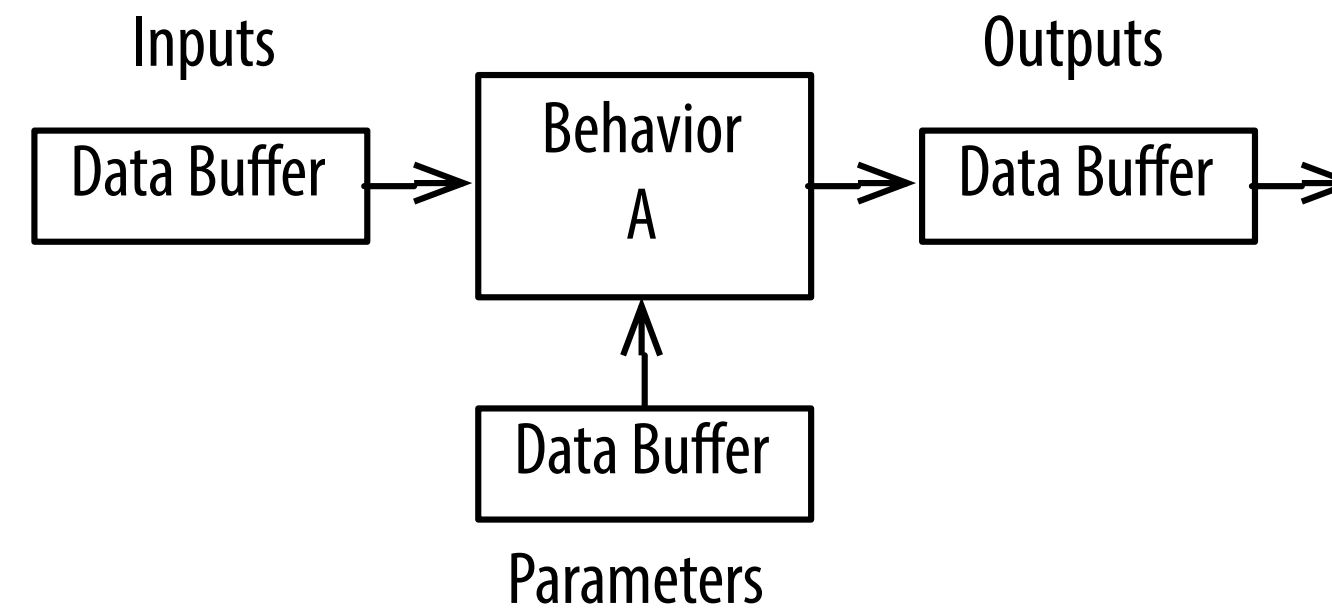 Inputs
Outputs
Data Buffer
Behavior
A
Data Buffer
Data Buffer
Parameters